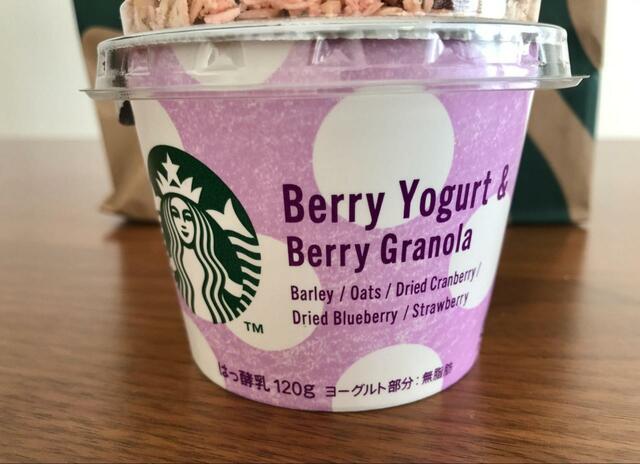 Berry Yogurt &
Berry Granola
Barley / Oats / Dried Cranberry/
Dried Blueberry / Strawberry
TM
はっ酵乳 120g ヨーグルト部分：無脂肪